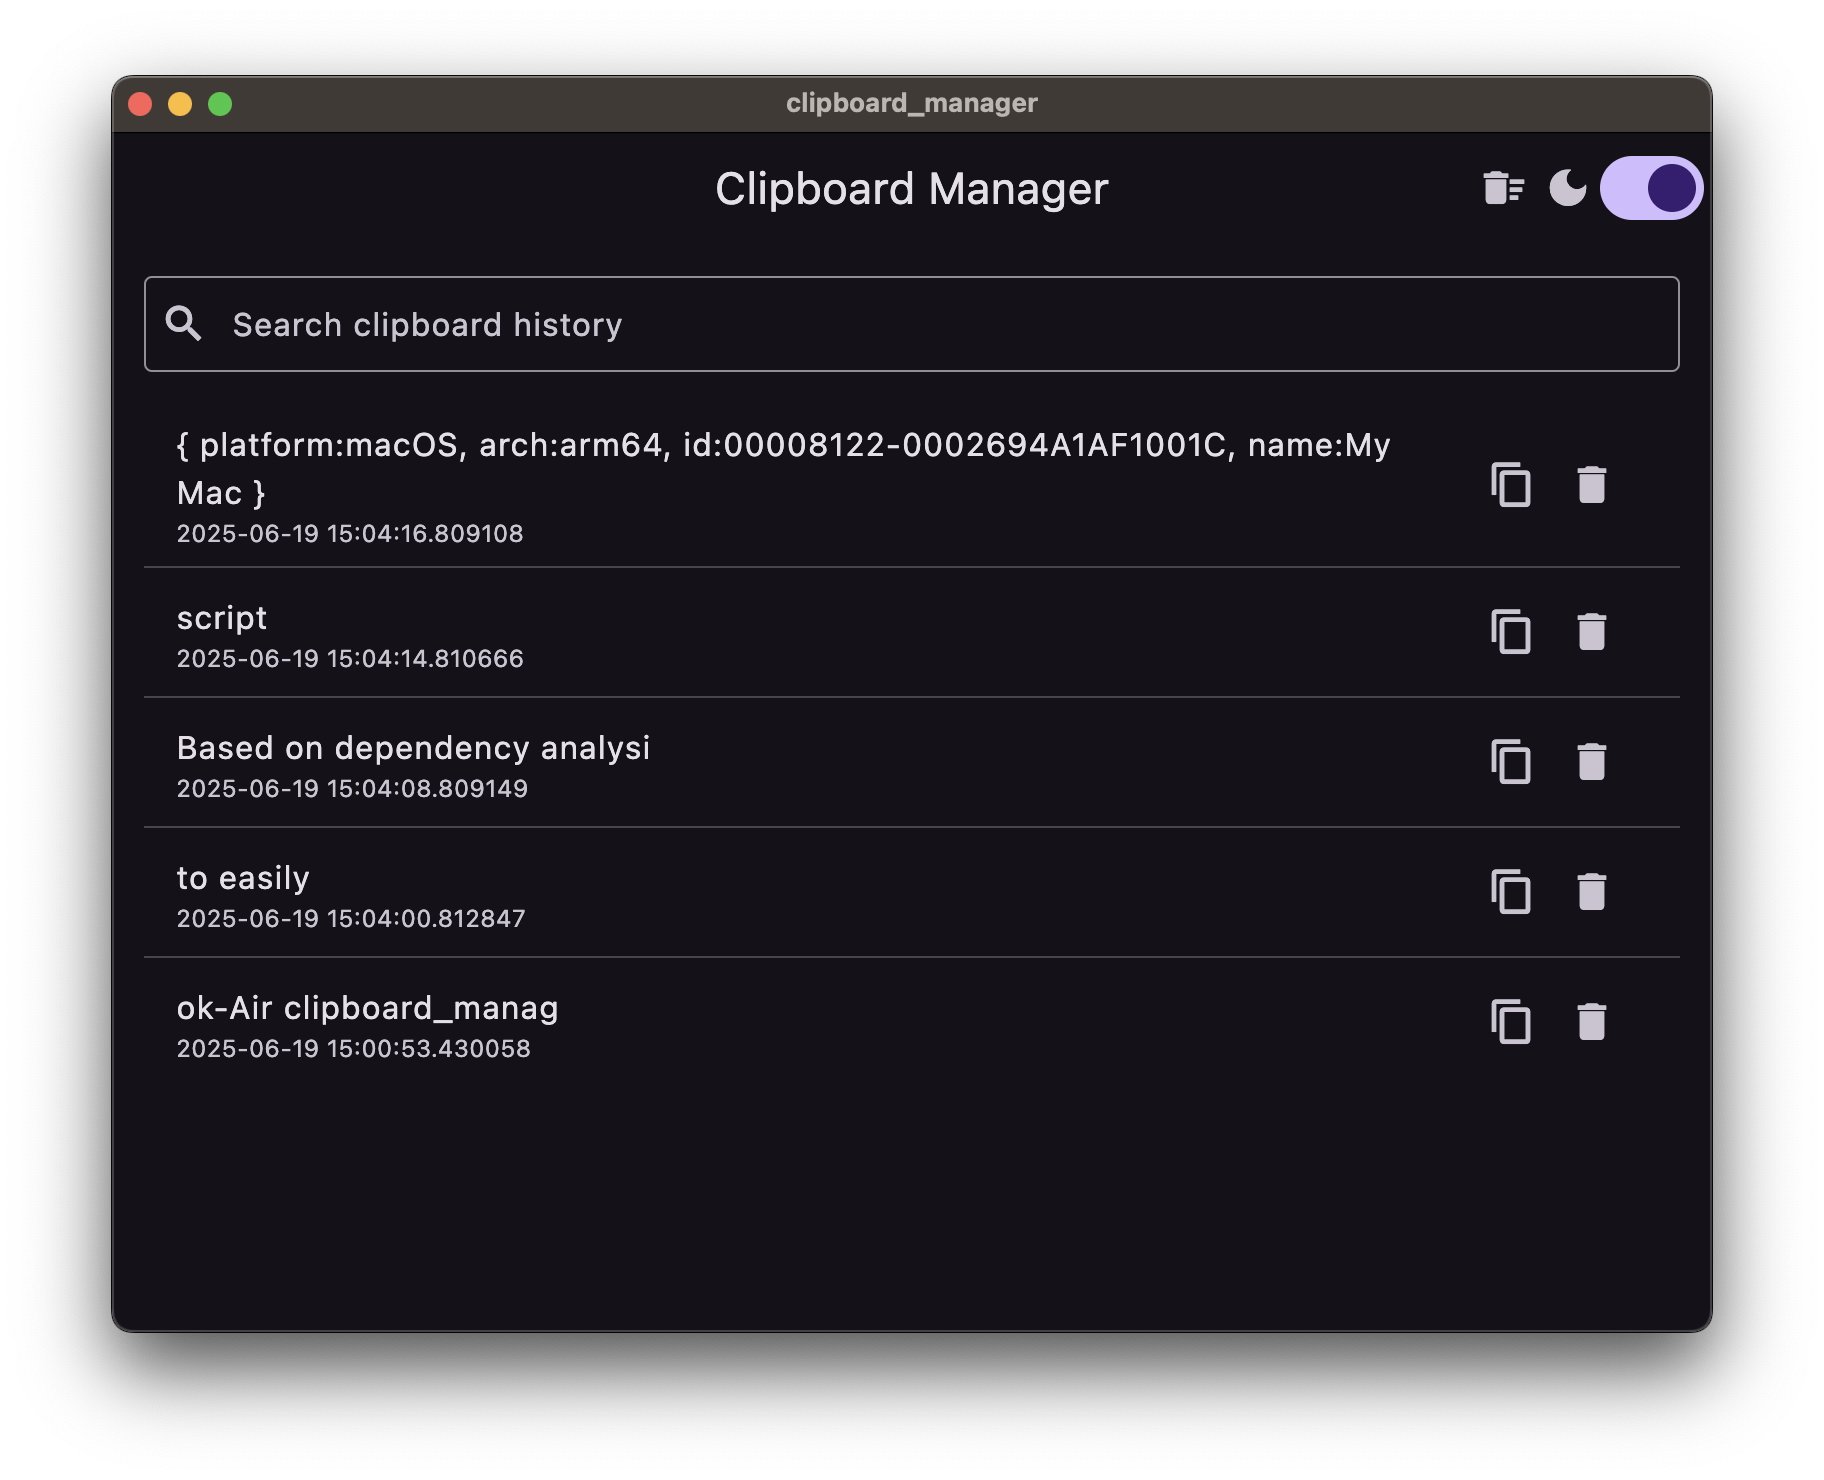 clipboard_manager
Clipboard Manager
Search clipboard history
{ platform:macOS, arch:arm64, id:00008122-0002694A1AF1001C, name:My
Mac }
2025-06-19 15:04:16.809108
script
2025-06-19 15:04:14.810666
Based on dependency analysi
2025-06-19 15:04:08.809149
to easily
2025-06-19 15:04:00.812847
ok-Air clipboard_manag
2025-06-19 15:00:53.430058